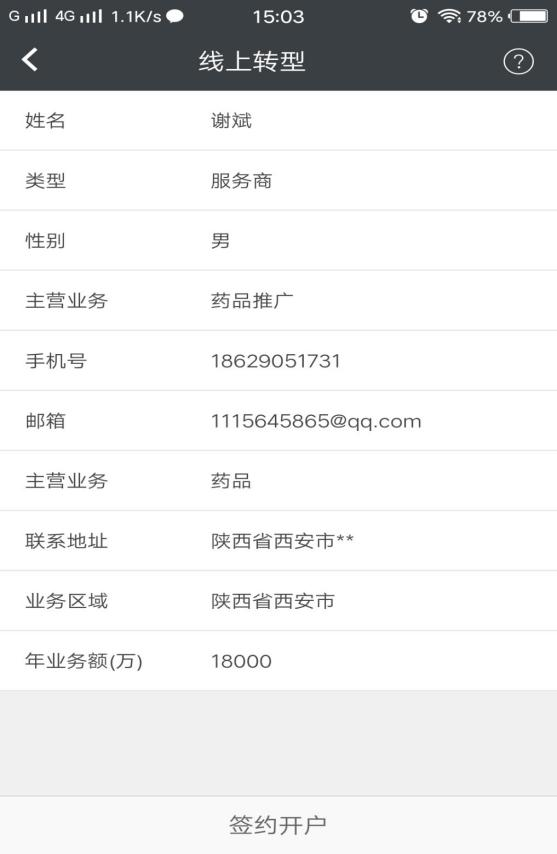 G 4G 1.1K/s 15:03 78%
线上转型 ?
姓名 谢斌
类型 服务商
性别 男
主营业务 药品推广
手机号 18629051731
邮箱 1115645865@qq.com
主营业务 药品
联系地址 陕西省西安市**
业务区域 陕西省西安市
年业务额(万) 18000
签约开户